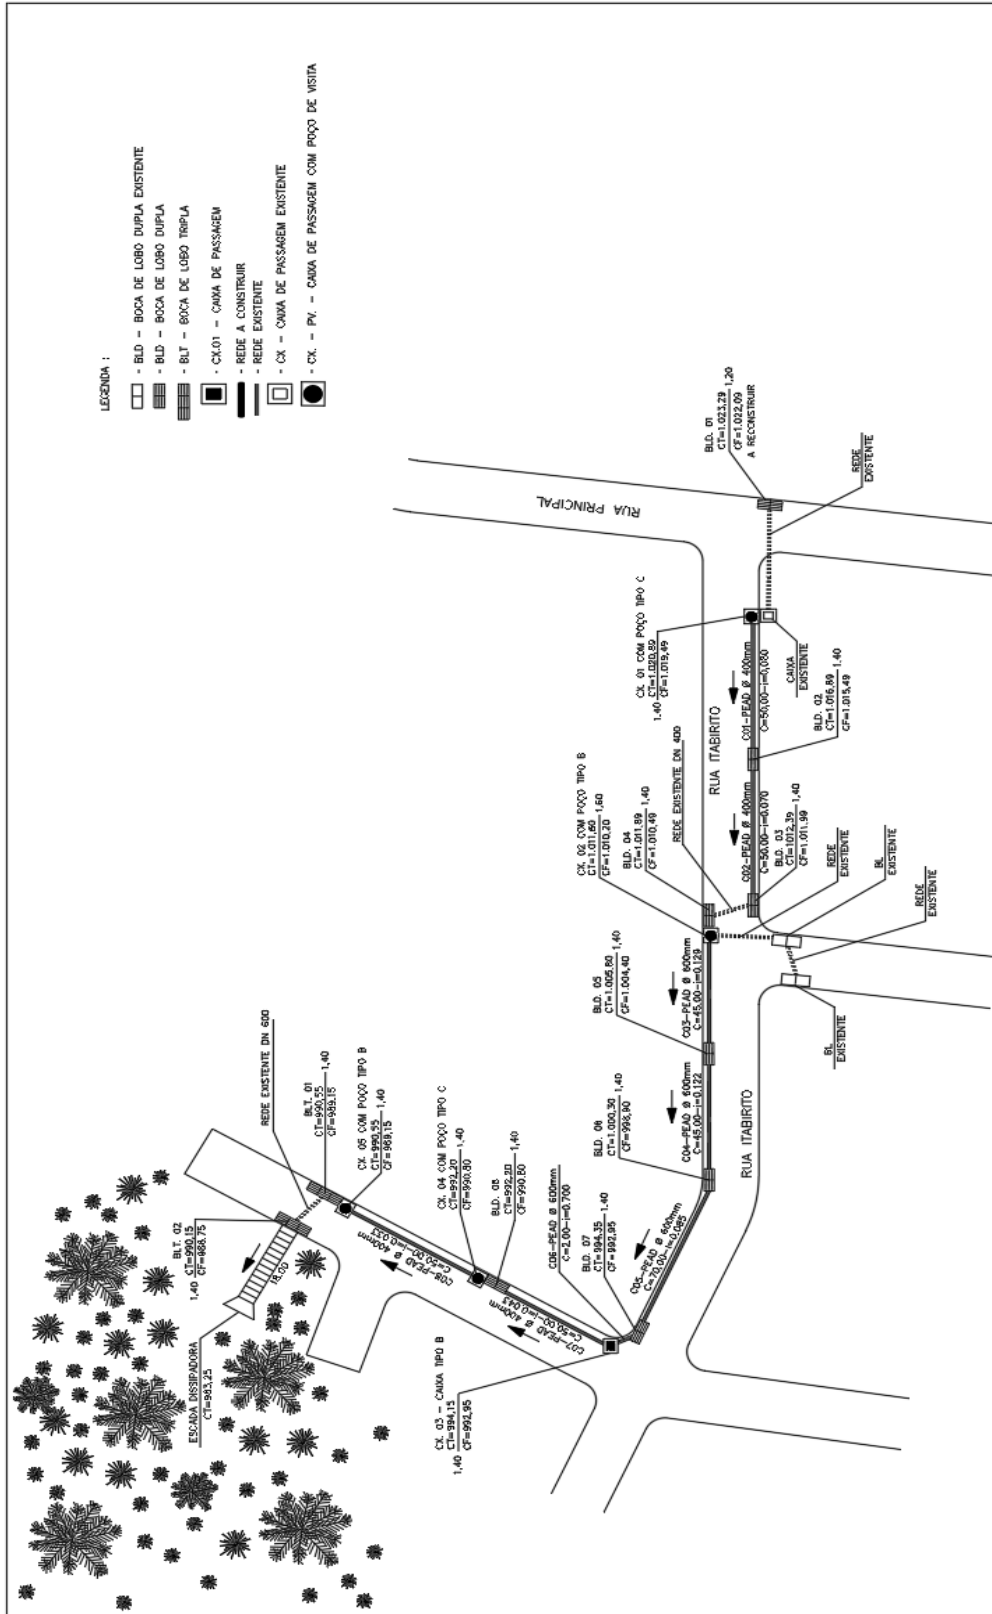 LEGENDA :
- BLD - BOCA DE LOBO DUPLA EXISTENTE
- BLD - BOCA DE LOBO DUPLA
- BLT - BOCA DE LOBO TRIPLA
- CX.01 - CAIXA DE PASSAGEM
- REDE A CONSTRUIR
- REDE EXISTENTE
- CX - CAIXA DE PASSAGEM EXISTENTE
- CX. - PV. - CAIXA DE PASSAGEM COM POÇO DE VISITA
ESCADA DISSIPADORA
CT=983,25
18.00
BLT. 02
CT=990,15
1,40
CF=988,75
REDE EXISTENTE DN 600
BLT. 01
CT=990,55
1,40
CF=989,15
CX. 05 COM POÇO TIPO B
CT=990,55
1,40
CF=989,15
C08-PEAD Ø 400mm
C=50,00-i=0,033
CX. 04 COM POÇO TIPO C
CT=992,20
1,40
CF=990,80
BLD. 08
CT=992,20
1,40
CF=990,80
C07-PEAD Ø 400mm
C=50,00-i=0,043
CX. 03 - CAIXA TIPO B
CT=994,15
1,40
CF=992,95
C06-PEAD Ø 600mm
C=2,00-i=0,700
BLD. 07
CT=994,35
1,40
CF=992,95
C05-PEAD Ø 600mm
C=70,00-i=0,085
BLD. 06
CT=1.000,30
1,40
CF=998,90
C04-PEAD Ø 600mm
C=45,00-i=0,122
BLD. 05
CT=1.005,80
1,40
CF=1.004,40
C03-PEAD Ø 600mm
C=45,00-i=0,129
RUA ITABIRITO
CX. 02 COM POÇO TIPO B
CT=1.011,60
1,60
CF=1.010,20
BLD. 04
CT=1.011,89
1,40
CF=1.010,49
REDE EXISTENTE DN 400
RUA ITABIRITO
C02-PEAD Ø 400mm
C=50,00-i=0,070
BLD. 03
CT=1012,39
1,40
CF=1.011,99
C01-PEAD Ø 400mm
C=50,00-i=0,080
BLD. 02
CT=1.016,89
1.40
CF=1.015,49
CX. 01 COM POÇO TIPO C
CT=1.020,89
1.40
CF=1.019,49
CAIXA
EXISTENTE
RUA PRINCIPAL
BLD. 01
CT=1.023,29
1,20
CF=1.022,09
A RECONSTRUIR
REDE
EXISTENTE
REDE
EXISTENTE
BL
EXISTENTE
REDE
EXISTENTE
BL
EXISTENTE